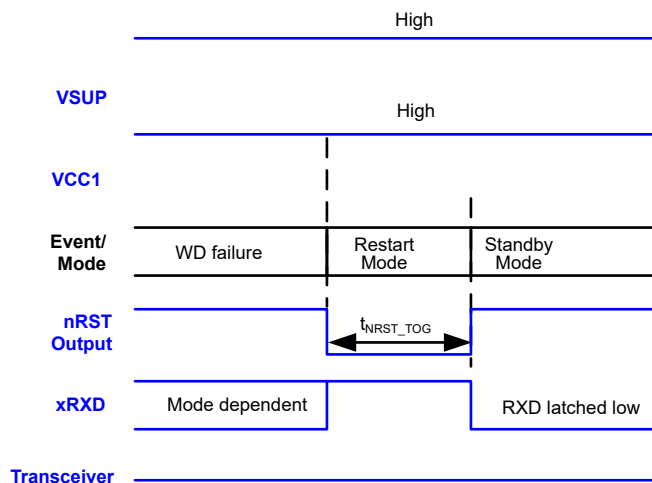 High
VSUP
High
VCC1
Event/
Mode
WD failure
Restart
Mode
Standby
Mode
nRST
Output
tNRST_TOG
xRXD
Mode dependent
RXD latched low
Transceiver